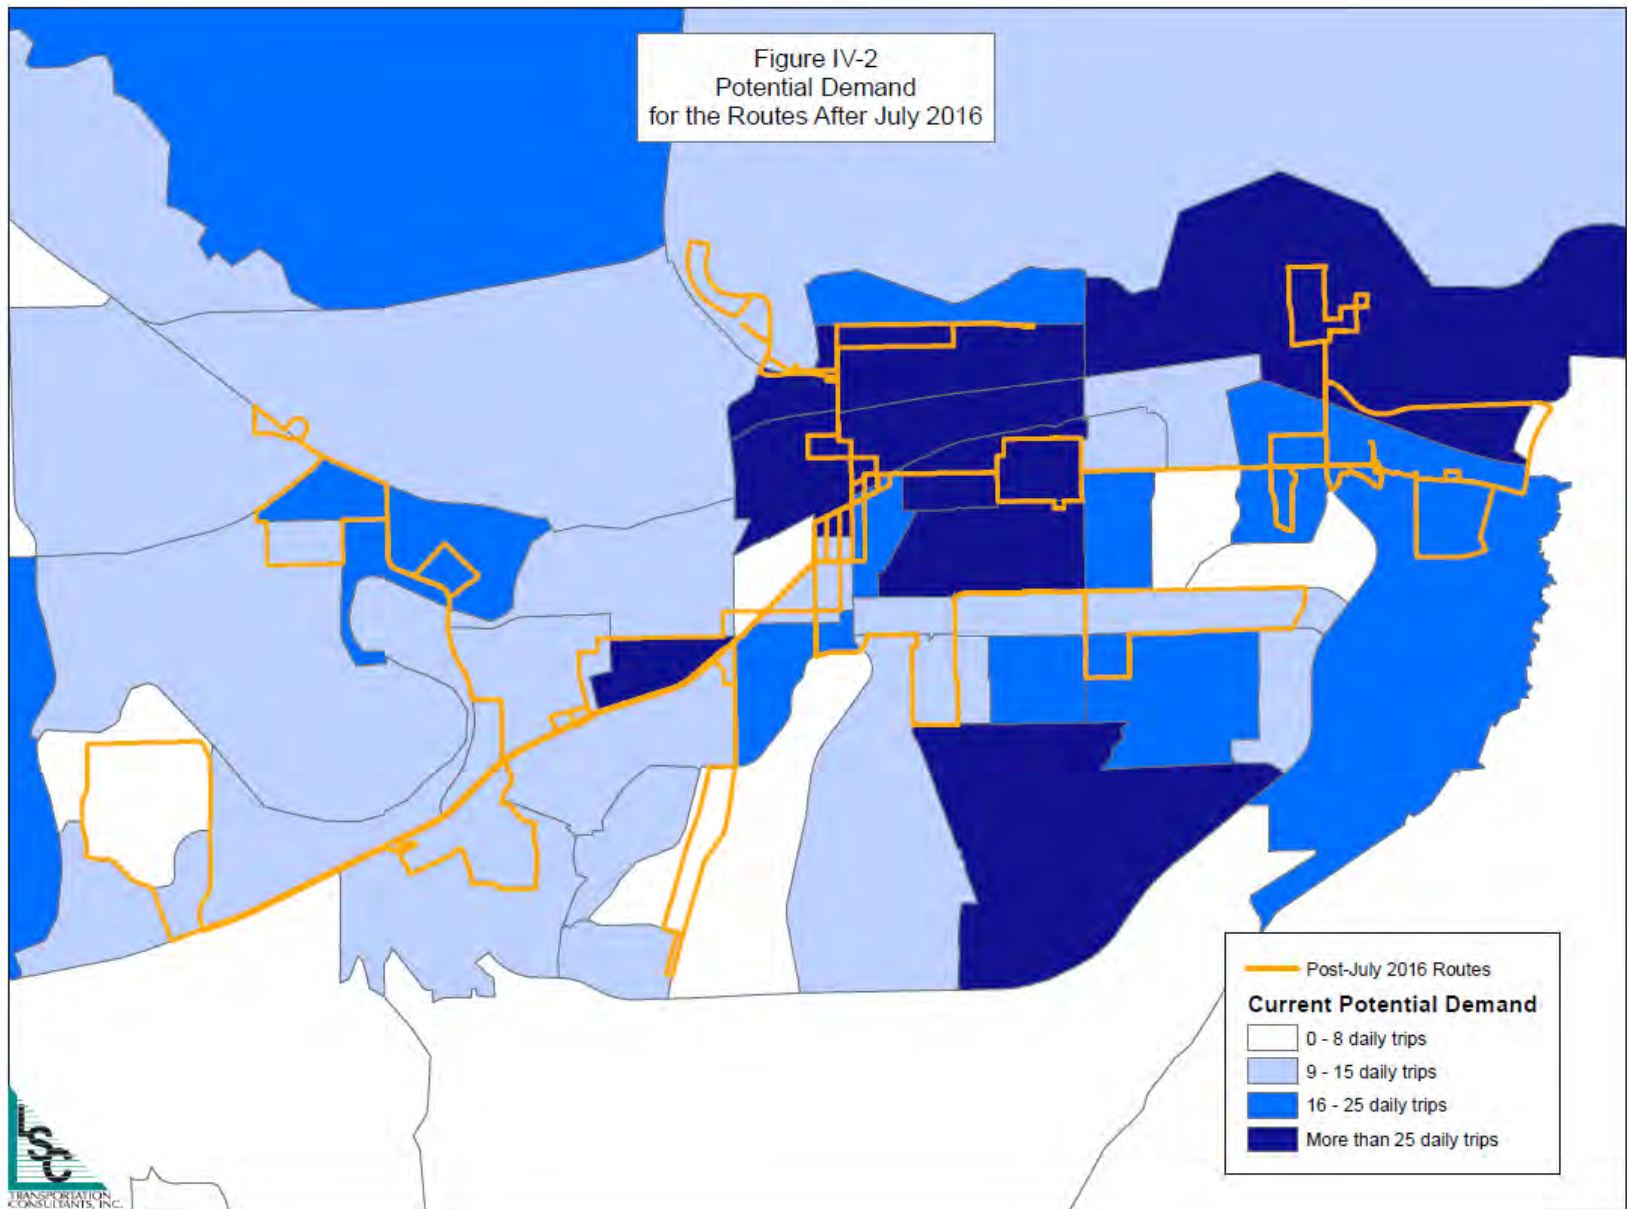 Figure IV-2
Potential Demand
for the Routes After July 2016
Post-July 2016 Routes
Current Potential Demand
0 - 8 daily trips
9 - 15 daily trips
16 - 25 daily trips
More than 25 daily trips
LSC
TRANSPORTATION
CONSULTANTS, INC.